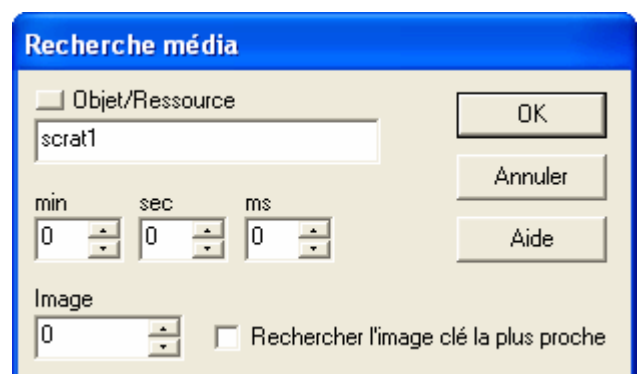 Recherche média
Objet/Ressource
OK
scrat1
Annuler
min sec ms
0 0 0
Aide
Image
0
Rechercher l'image clé la plus proche